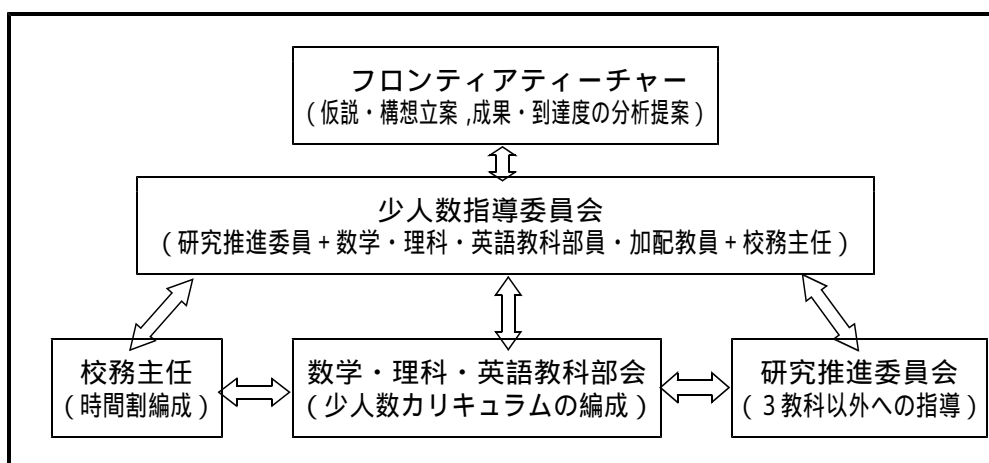 フロンティアティーチャー
(仮説・構想立案,成果・到達度の分析提案)
少人数指導委員会
(研究推進委員+数学・理科・英語教科部員・加配教員+校務主任)
校務主任
(時間割編成)
数学・理科・英語教科部会
(少人数カリキュラムの編成)
研究推進委員会
(3教科以外への指導)